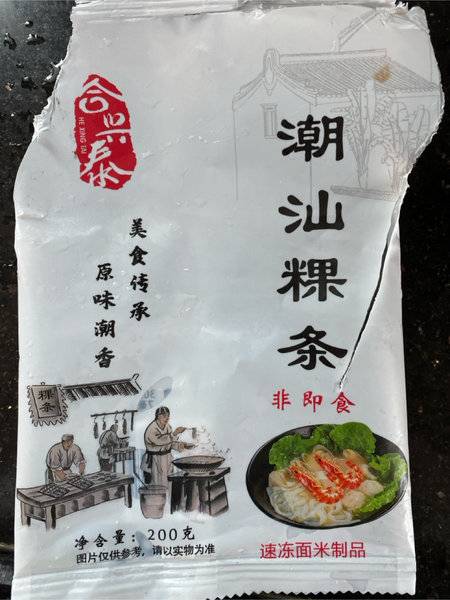 合兴泰
HE XING TAI
潮汕粿条
美食传承
原味潮香
非即食
粿条
净含量：200克
图片仅供参考，请以实物为准
速冻面米制品